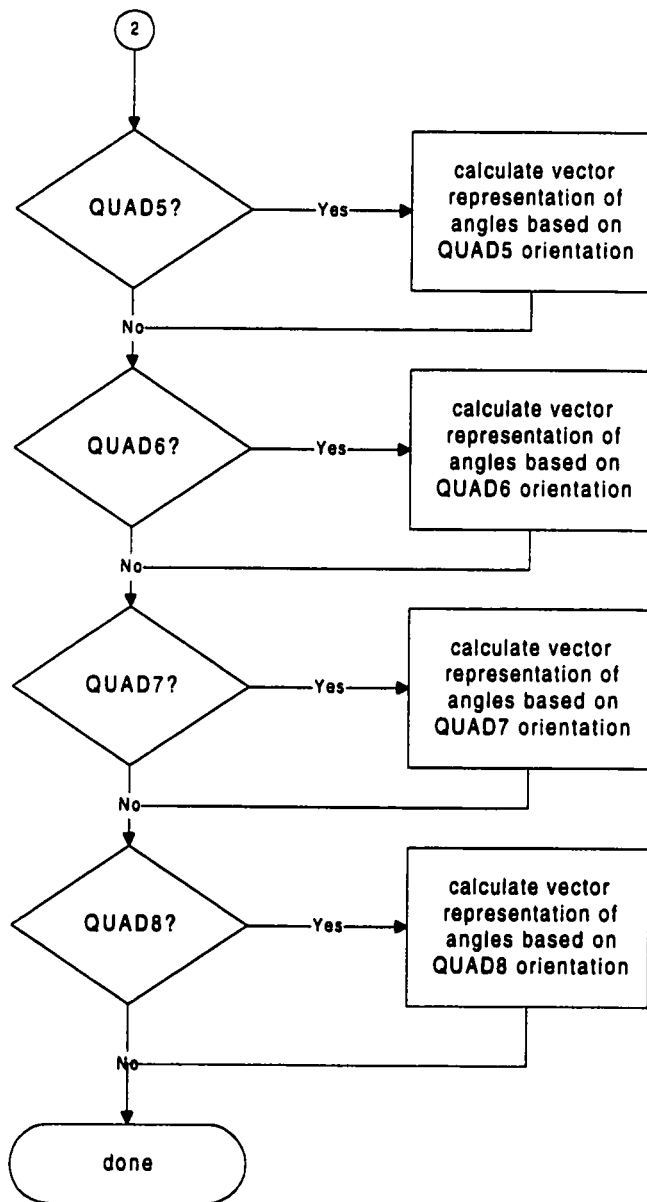 2
QUAD5?
Yes
calculate vector
representation of
angles based on
QUAD5 orientation
No
QUAD6?
Yes
calculate vector
representation of
angles based on
QUAD6 orientation
No
QUAD7?
Yes
calculate vector
representation of
angles based on
QUAD7 orientation
No
QUAD8?
Yes
calculate vector
representation of
angles based on
QUAD8 orientation
No
done